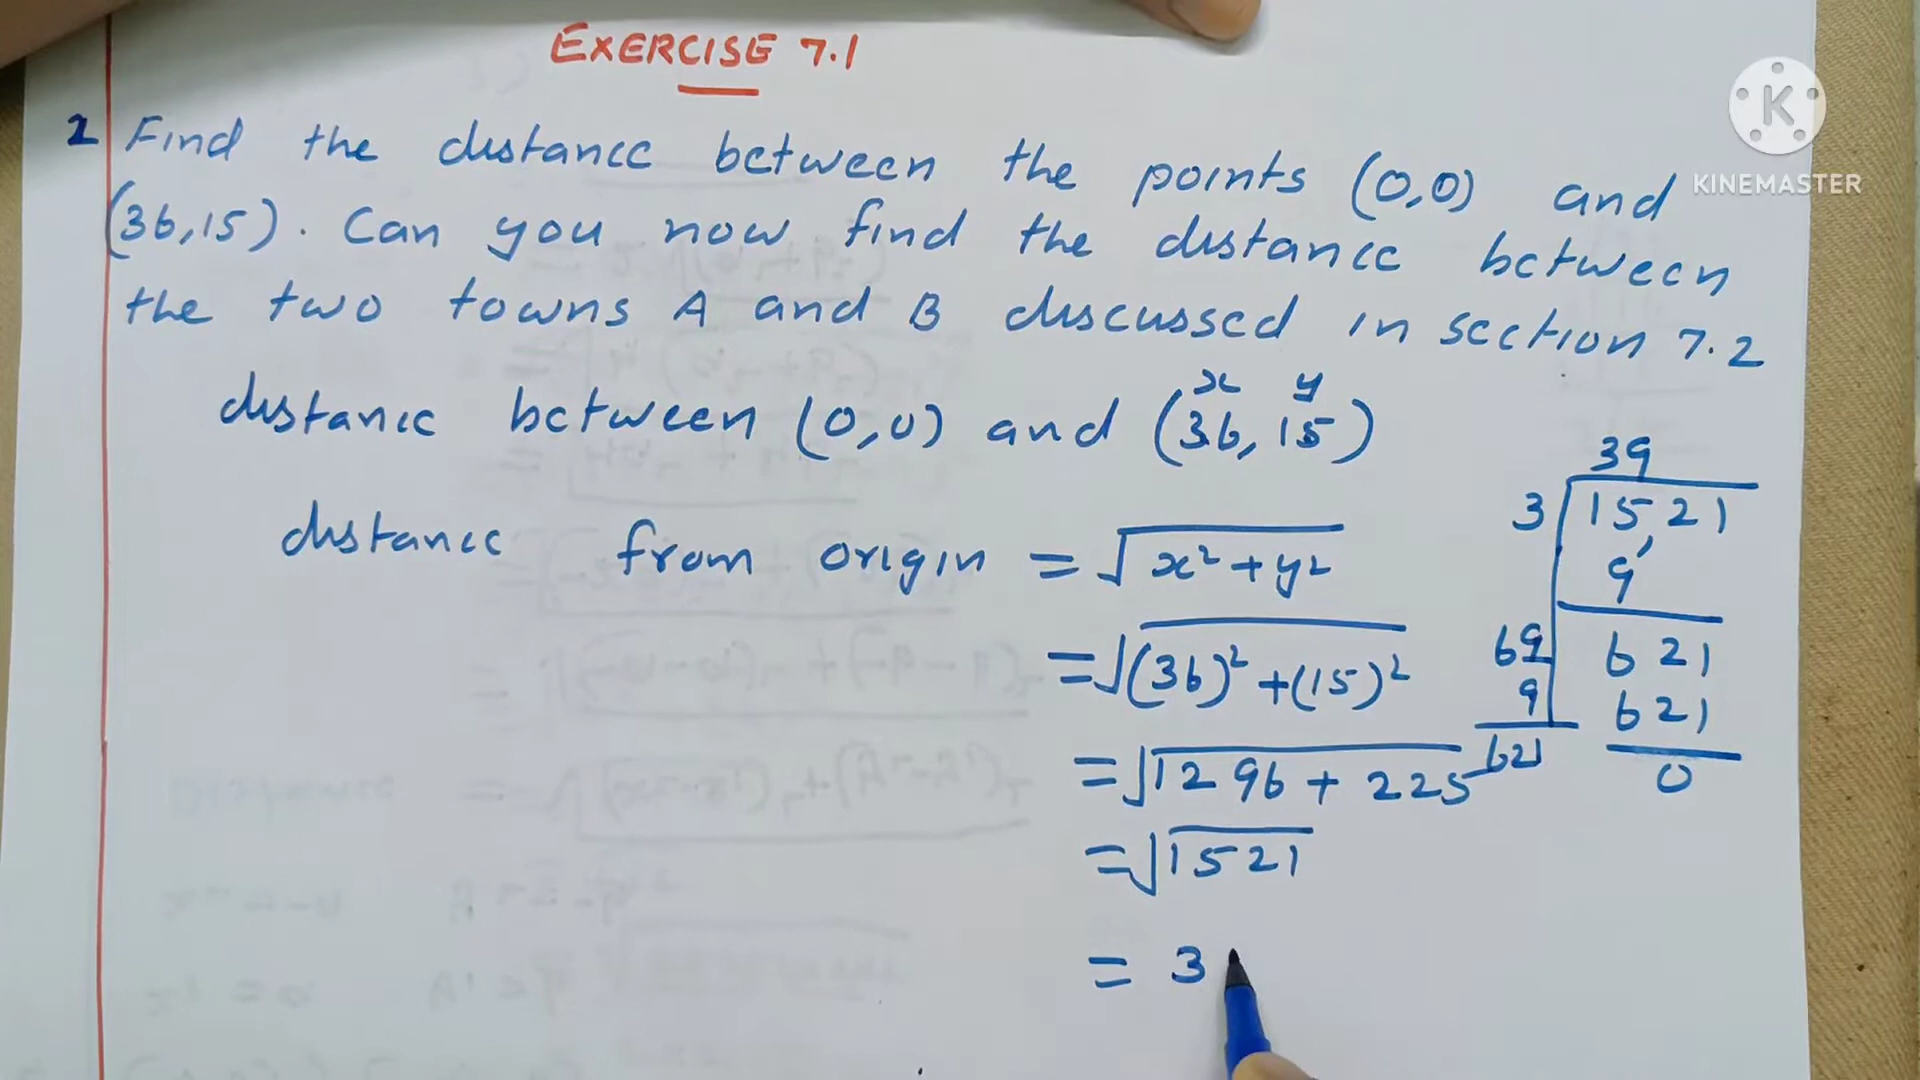 EXERCISE 7.1
2 Find the distance between the points (0,0) and
(36,15). Can you now find the distance between
the two towns A and B discussed in section 7.2
distance between (0,0) and (36,15)
x y
distance from origin = √x²+y²
= √(36)²+(15)²
= √1296 + 225
= √1521
= 3
39
3 15,21
9
69 621
9 621
621 0
K
KINEMASTER